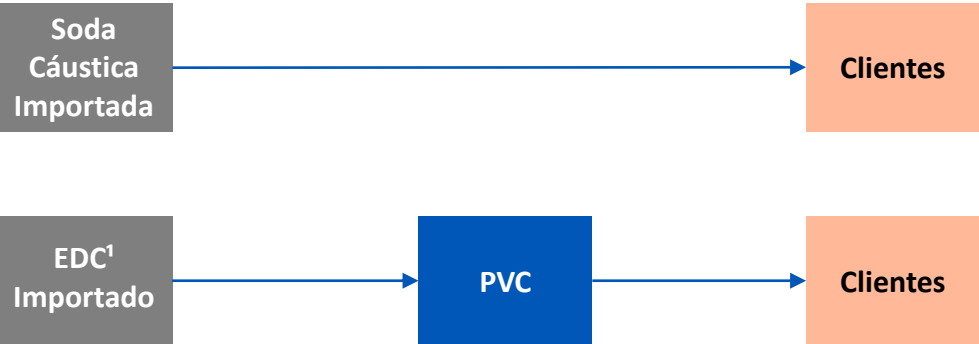 Soda
Cáustica
Importada
Clientes
EDC¹
Importado
PVC
Clientes